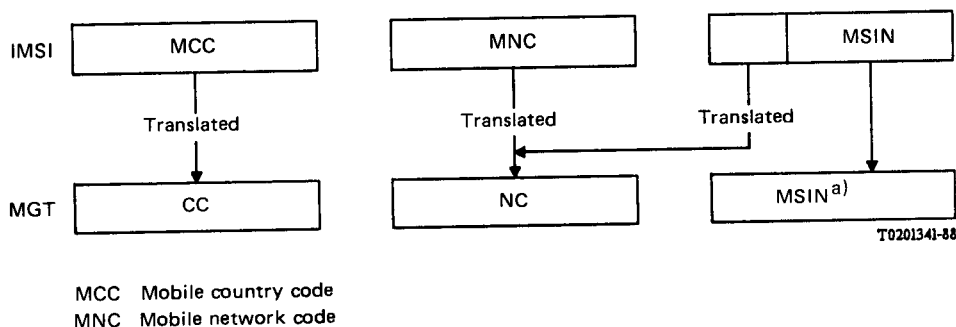 IMSI MCC MNC MSIN
Translated Translated Translated
MGT CC NC MSINa)
T0201341-88
MCC Mobile country code
MNC Mobile network code